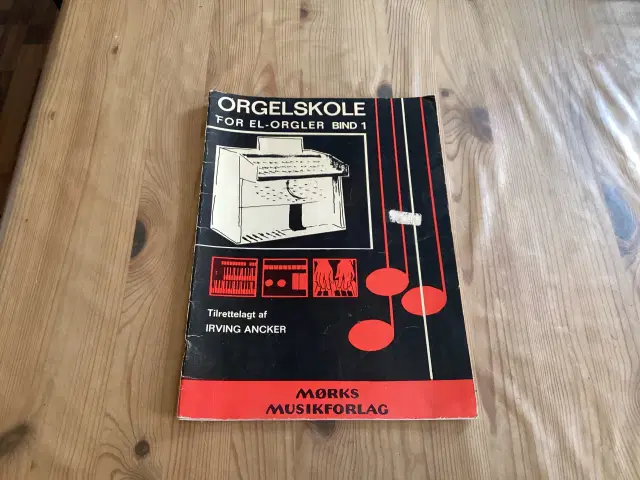 ORGELSKOLE
FOR EL-ORGLER BIND 1
Tilrettelagt af
IRVING ANCKER
MØRKS
MUSIKFORLAG